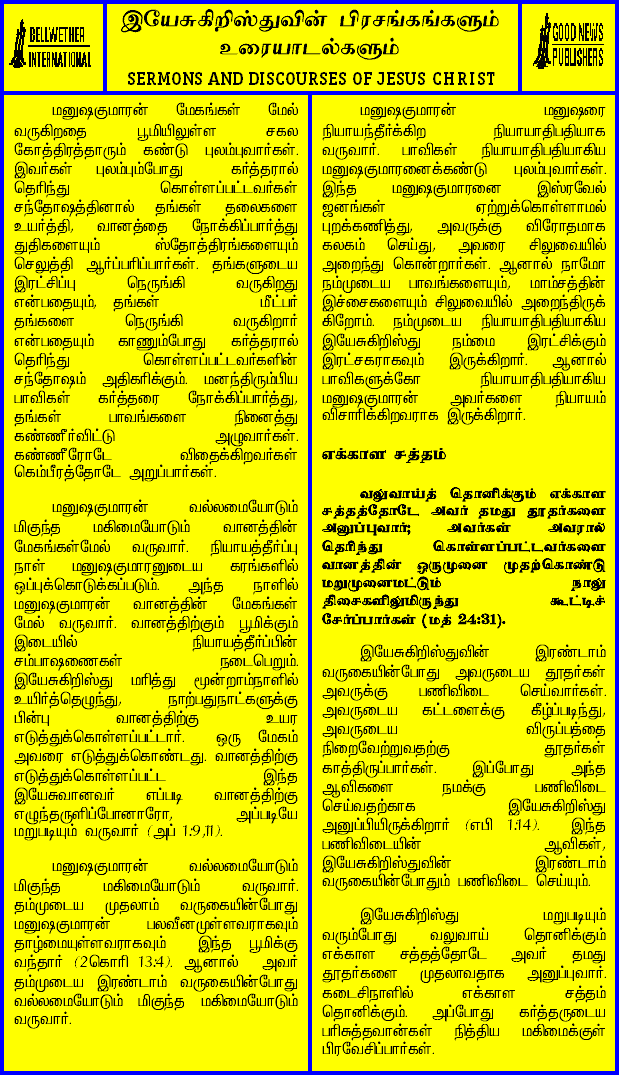 BELLWETHER
INTERNATIONAL
இயேசுகிறிஸ்துவின் பிரசங்கங்களும்
உரையாடல்களும்
SERMONS AND DISCOURSES OF JESUS CHRIST
GOOD NEWS
PUBLISHERS
மனுஷகுமாரன் மேகங்கள் மேல்
வருகிறதை பூமியிலுள்ள சகல
கோத்திரத்தாரும் கண்டு புலம்புவார்கள்.
இவர்கள் புலம்பும்போது கர்த்தரால்
தெரிந்து கொள்ளப்பட்டவர்கள்
சந்தோஷத்தினால் தங்கள் தலைகளை
உயர்த்தி, வானத்தை நோக்கிப்பார்த்து
துதிகளையும் ஸ்தோத்திரங்களையும்
செலுத்தி ஆர்ப்பரிப்பார்கள். தங்களுடைய
இரட்சிப்பு நெருங்கி வருகிறது
என்பதையும், தங்கள் மீட்பர்
தங்களை நெருங்கி வருகிறார்
என்பதையும் காணும்போது கர்த்தரால்
தெரிந்து கொள்ளப்பட்டவர்களின்
சந்தோஷம் அதிகரிக்கும். மனந்திரும்பிய
பாவிகள் கர்த்தரை நோக்கிப்பார்த்து,
தங்கள் பாவங்களை நினைத்து
கண்ணீர்விட்டு அழுவார்கள்.
கண்ணீரோடே விதைக்கிறவர்கள்
கெம்பீரத்தோடே அறுப்பார்கள்.
மனுஷகுமாரன் வல்லமையோடும்
மிகுந்த மகிமையோடும் வானத்தின்
மேகங்கள்மேல் வருவார். நியாயத்தீர்ப்பு
நாள் மனுஷகுமாரனுடைய கரங்களில்
ஒப்புக்கொடுக்கப்படும். அந்த நாளில்
மனுஷகுமாரன் வானத்தின் மேகங்கள்
மேல் வருவார். வானத்திற்கும் பூமிக்கும்
இடையில் நியாயத்தீர்ப்பின்
சம்பாஷணைகள் நடைபெறும்.
இயேசுகிறிஸ்து மரித்து மூன்றாம்நாளில்
உயிர்த்தெழுந்து, நாற்பதுநாட்களுக்கு
பின்பு வானத்திற்கு உயர
எடுத்துக்கொள்ளப்பட்டார். ஒரு மேகம்
அவரை எடுத்துக்கொண்டது. வானத்திற்கு
எடுத்துக்கொள்ளப்பட்ட இந்த
இயேசுவானவர் எப்படி வானத்திற்கு
எழுந்தருளிப்போனாரோ, அப்படியே
மறுபடியும் வருவார் (அப் 1:9,11).
மனுஷகுமாரன் வல்லமையோடும்
மிகுந்த மகிமையோடும் வருவார்.
தம்முடைய முதலாம் வருகையின்போது
மனுஷகுமாரன் பலவீனமுள்ளவராகவும்
தாழ்மையுள்ளவராகவும் இந்த பூமிக்கு
வந்தார் (2கொரி 13:4). ஆனால் அவர்
தம்முடைய இரண்டாம் வருகையின்போது
வல்லமையோடும் மிகுந்த மகிமையோடும்
வருவார்.
மனுஷகுமாரன் மனுஷரை
நியாயந்தீர்க்கிற நியாயாதிபதியாக
வருவார். பாவிகள் நியாயாதிபதியாகிய
மனுஷகுமாரனைக்கண்டு புலம்புவார்கள்.
இந்த மனுஷகுமாரனை இஸ்ரவேல்
ஜனங்கள் ஏற்றுக்கொள்ளாமல்
புறக்கணித்து, அவருக்கு விரோதமாக
கலகம் செய்து, அவரை சிலுவையில்
அறைந்து கொன்றார்கள். ஆனால் நாமோ
நம்முடைய பாவங்களையும், மாம்சத்தின்
இச்சைகளையும் சிலுவையில் அறைந்திருக்
கிறோம். நம்முடைய நியாயாதிபதியாகிய
இயேசுகிறிஸ்து நம்மை இரட்சிக்கும்
இரட்சகராகவும் இருக்கிறார். ஆனால்
பாவிகளுக்கோ நியாயாதிபதியாகிய
மனுஷகுமாரன் அவர்களை நியாயம்
விசாரிக்கிறவராக இருக்கிறார்.
எக்காள சத்தம்
வலுவாய்த் தொனிக்கும் எக்காள
சத்தத்தோடே அவர் தமது தூதர்களை
அனுப்புவார்; அவர்கள் அவரால்
தெரிந்து கொள்ளப்பட்டவர்களை
வானத்தின் ஒருமுனை முதற்கொண்டு
மறுமுனைமட்டும் நாலு
திசைகளிலுமிருந்து கூட்டிச்
சேர்ப்பார்கள் (மத் 24:31).
இயேசுகிறிஸ்துவின் இரண்டாம்
வருகையின்போது அவருடைய தூதர்கள்
அவருக்கு பணிவிடை செய்வார்கள்.
அவருடைய கட்டளைக்கு கீழ்ப்படிந்து,
அவருடைய விருப்பத்தை
நிறைவேற்றுவதற்கு தூதர்கள்
காத்திருப்பார்கள். இப்போது அந்த
ஆவிகளை நமக்கு பணிவிடை
செய்வதற்காக இயேசுகிறிஸ்து
அனுப்பியிருக்கிறார் (எபி 1:14). இந்த
பணிவிடையின் ஆவிகள்,
இயேசுகிறிஸ்துவின் இரண்டாம்
வருகையின்போதும் பணிவிடை செய்யும்.
இயேசுகிறிஸ்து மறுபடியும்
வரும்போது வலுவாய் தொனிக்கும்
எக்காள சத்தத்தோடே அவர் தமது
தூதர்களை முதலாவதாக அனுப்புவார்.
கடைசிநாளில் எக்காள சத்தம்
தொனிக்கும். அப்போது கர்த்தருடைய
பரிசுத்தவான்கள் நித்திய மகிமைக்குள்
பிரவேசிப்பார்கள்.